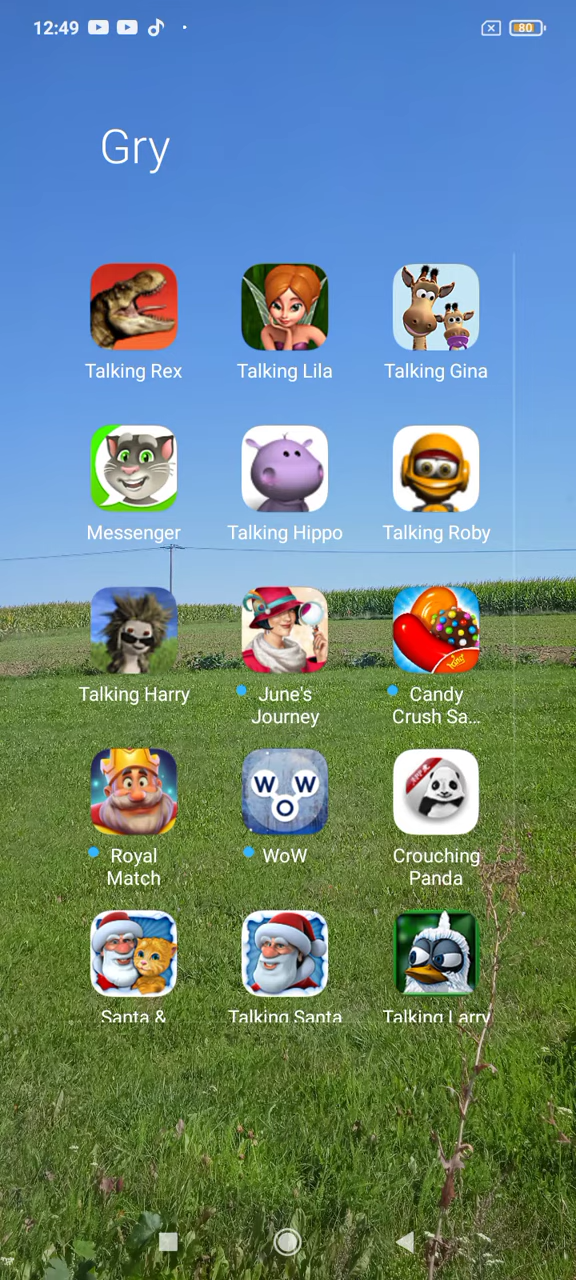 12:49
80
Gry
Talking Rex
Talking Lila
Talking Gina
Messenger
Talking Hippo
Talking Roby
Talking Harry
June's
Journey
Candy
Crush Sa...
king
Royal
Match
W W
O
WoW
Crouching
Panda
Santa &
Talking Santa
Talking Larry